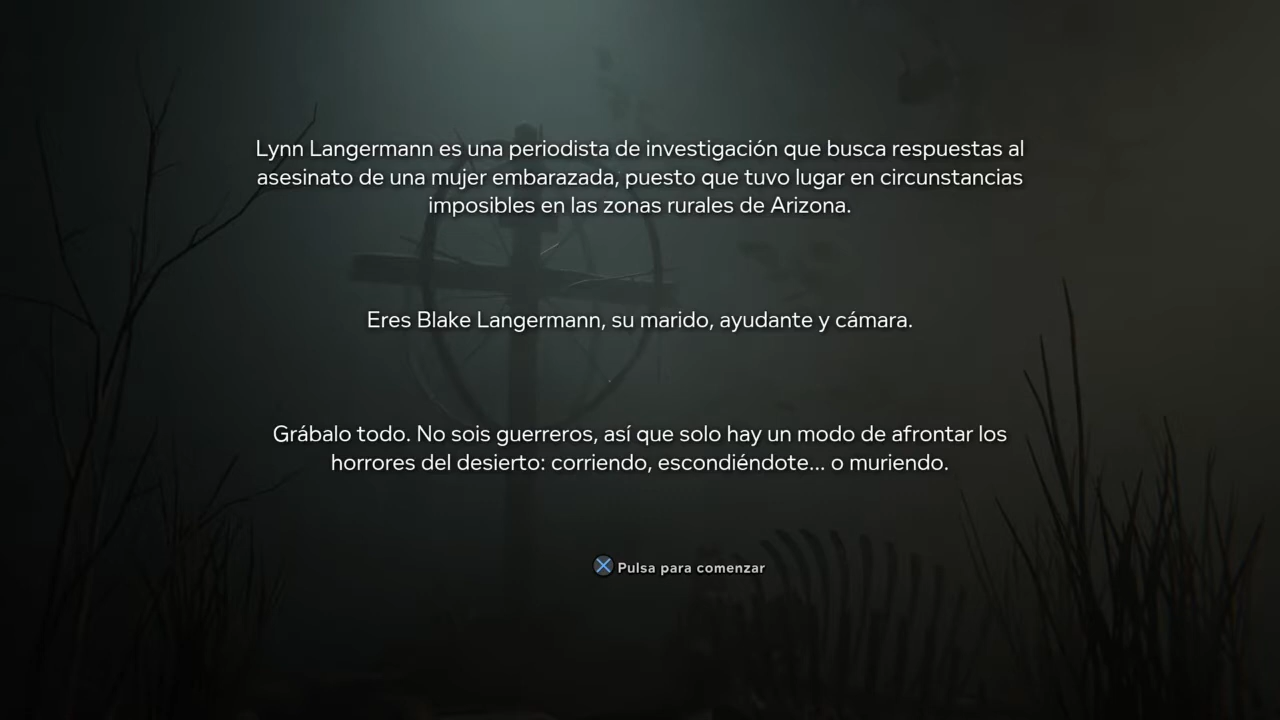 Lynn Langermann es una periodista de investigación que busca respuestas al
asesinato de una mujer embarazada, puesto que tuvo lugar en circunstancias
imposibles en las zonas rurales de Arizona.
Eres Blake Langermann, su marido, ayudante y cámara.
Grábalo todo. No sois guerreros, así que solo hay un modo de afrontar los
horrores del desierto: corriendo, escondiéndote... o muriendo.
Pulsa para comenzar